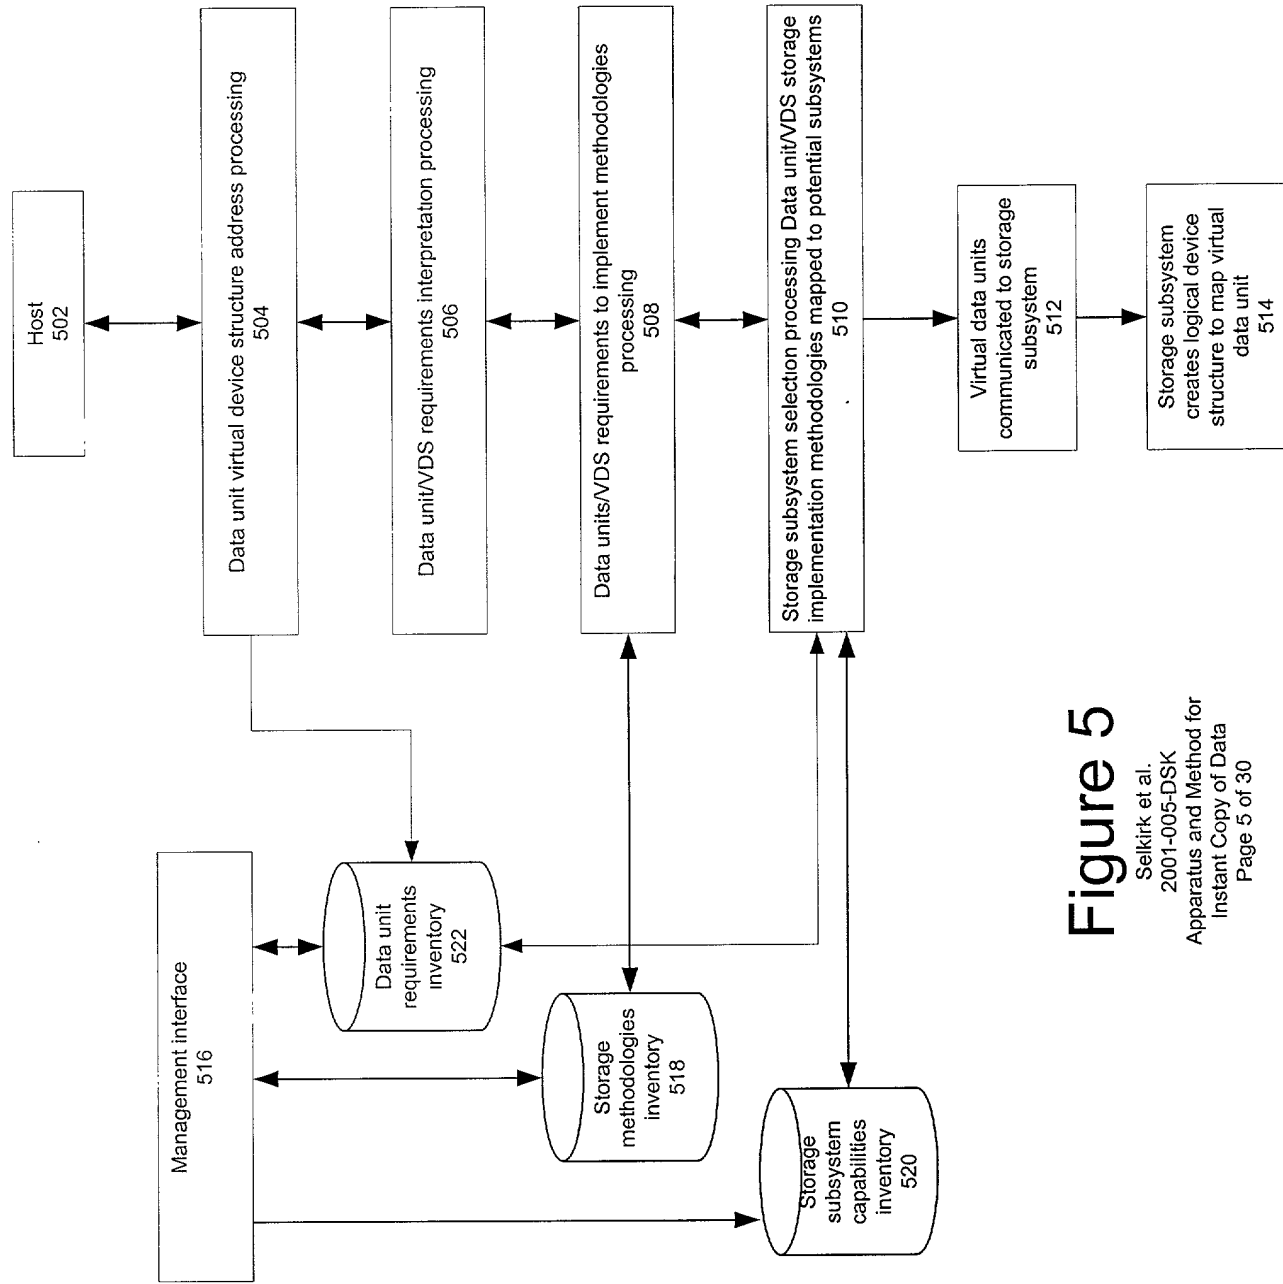 Host
502
Data unit virtual device structure address processing
504
Data unit/VDS requirements interpretation processing
506
Data units/VDS requirements to implement methodologies
processing
508
Storage subsystem selection processing Data unit/VDS storage
implementation methodologies mapped to potential subsystems
510
Virtual data units
communicated to storage
subsystem
512
Storage subsystem
creates logical device
structure to map virtual
data unit
514
Management interface
516
Data unit
requirements
inventory
522
Storage
methodologies
inventory
518
Storage
subsystem
capabilities
inventory
520
Figure 5
Selkirk et al.
2001-005-DSK
Apparatus and Method for
Instant Copy of Data
Page 5 of 30